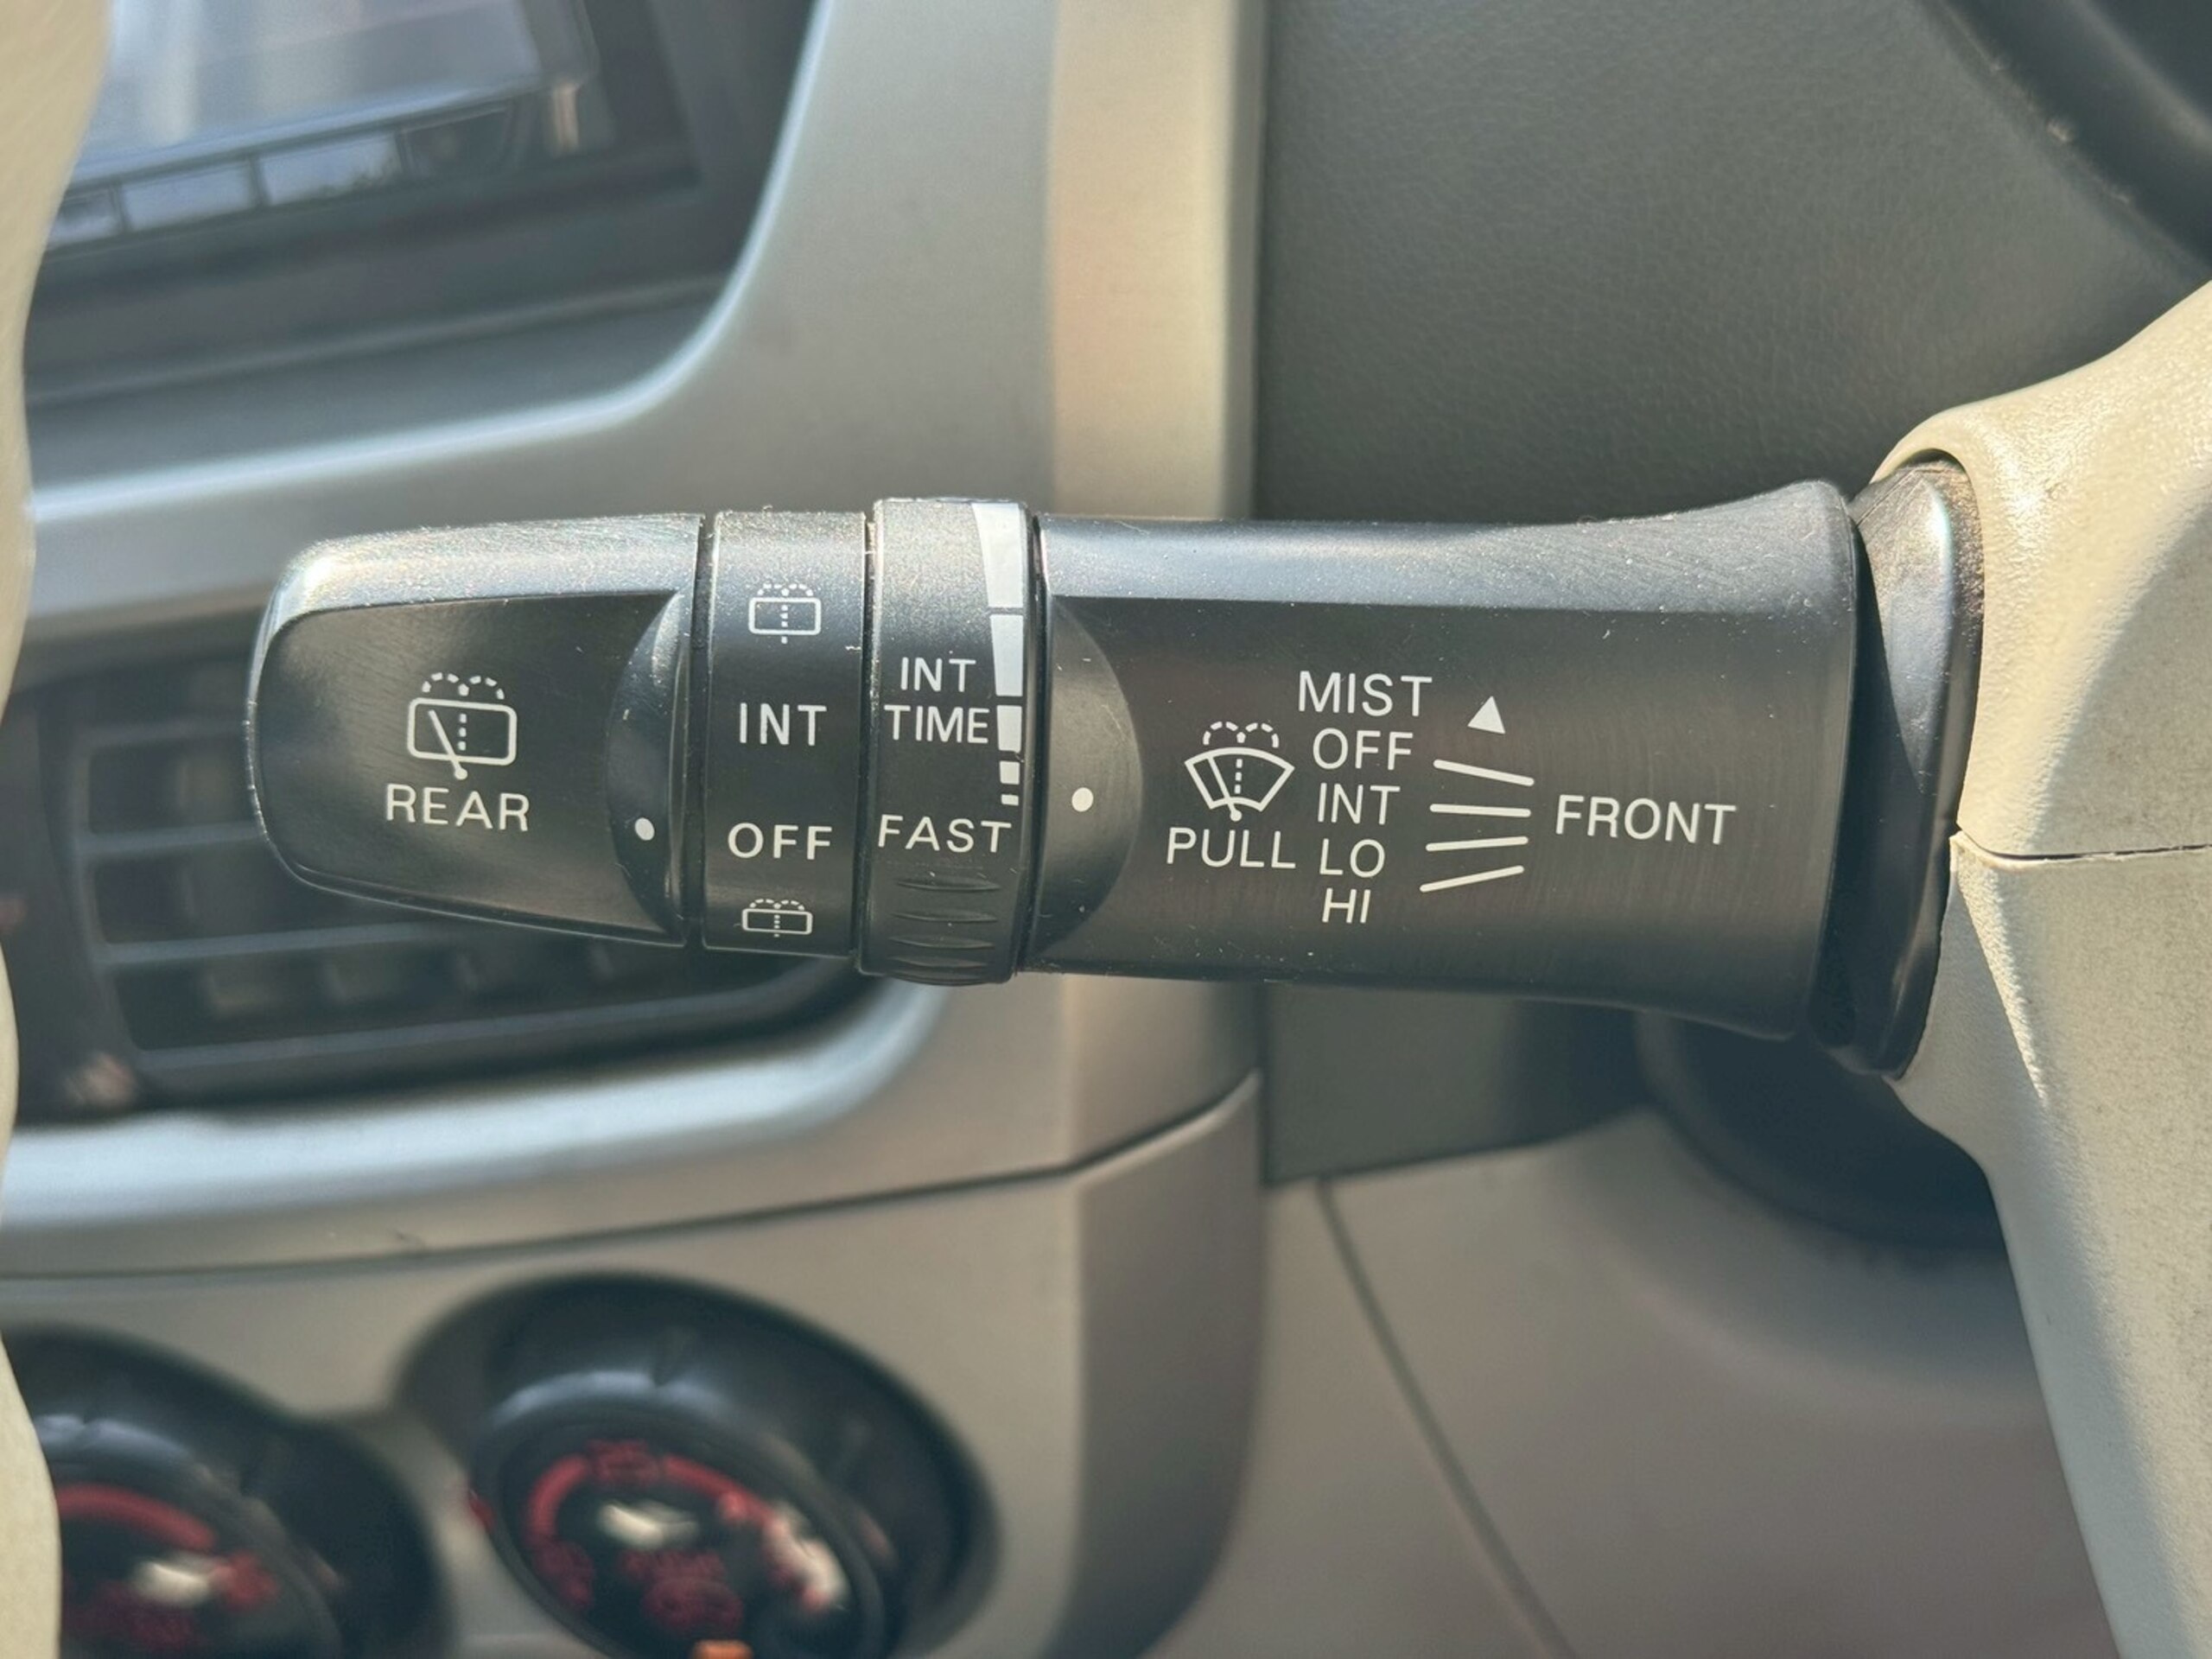 REAR
INT
OFF
INT
TIME
FAST
PULL
MIST
OFF
INT
LO
HI
FRONT